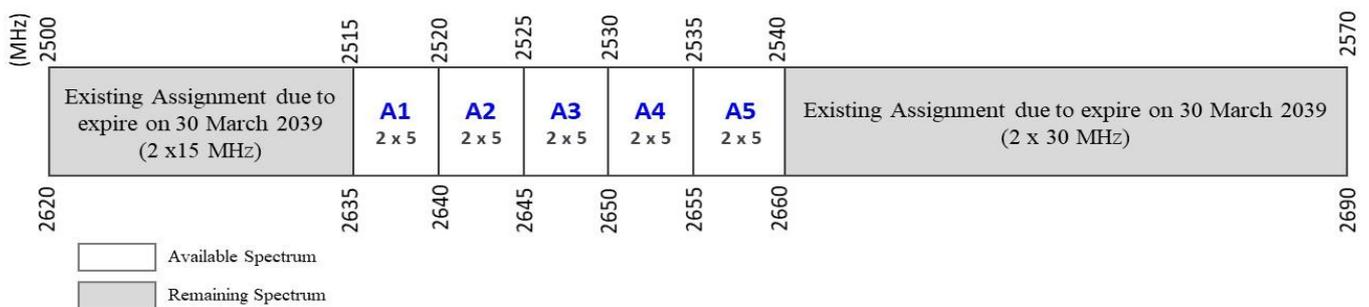 (MHz)
2500 2515 2520 2525 2530 2535 2540 2570
Existing Assignment due to
expire on 30 March 2039
(2 x15 MHz)
A1
2 x 5
A2
2 x 5
A3
2 x 5
A4
2 x 5
A5
2 x 5
Existing Assignment due to expire on 30 March 2039
(2 x 30 MHz)
2620 2635 2640 2645 2650 2655 2660 2690
Available Spectrum
Remaining Spectrum